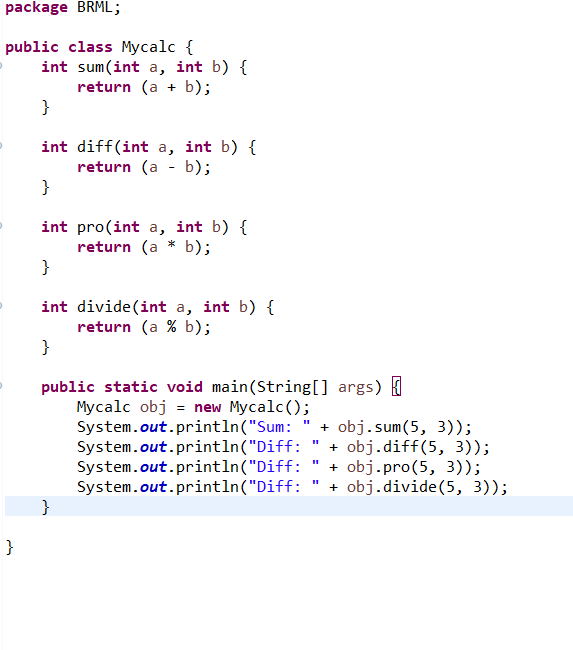 package BRML;
public class Mycalc {
int sum(int a, int b) {
return (a + b);
}
int diff(int a, int b) {
return (a - b);
}
int pro(int a, int b) {
return (a * b);
}
int divide(int a, int b) {
return (a % b);
}
public static void main(String[] args) {
Mycalc obj = new Mycalc();
System.out.println("Sum: " + obj.sum(5, 3));
System.out.println("Diff: " + obj.diff(5, 3));
System.out.println("Diff: " + obj.pro(5, 3));
System.out.println("Diff: " + obj.divide(5, 3));
}
}